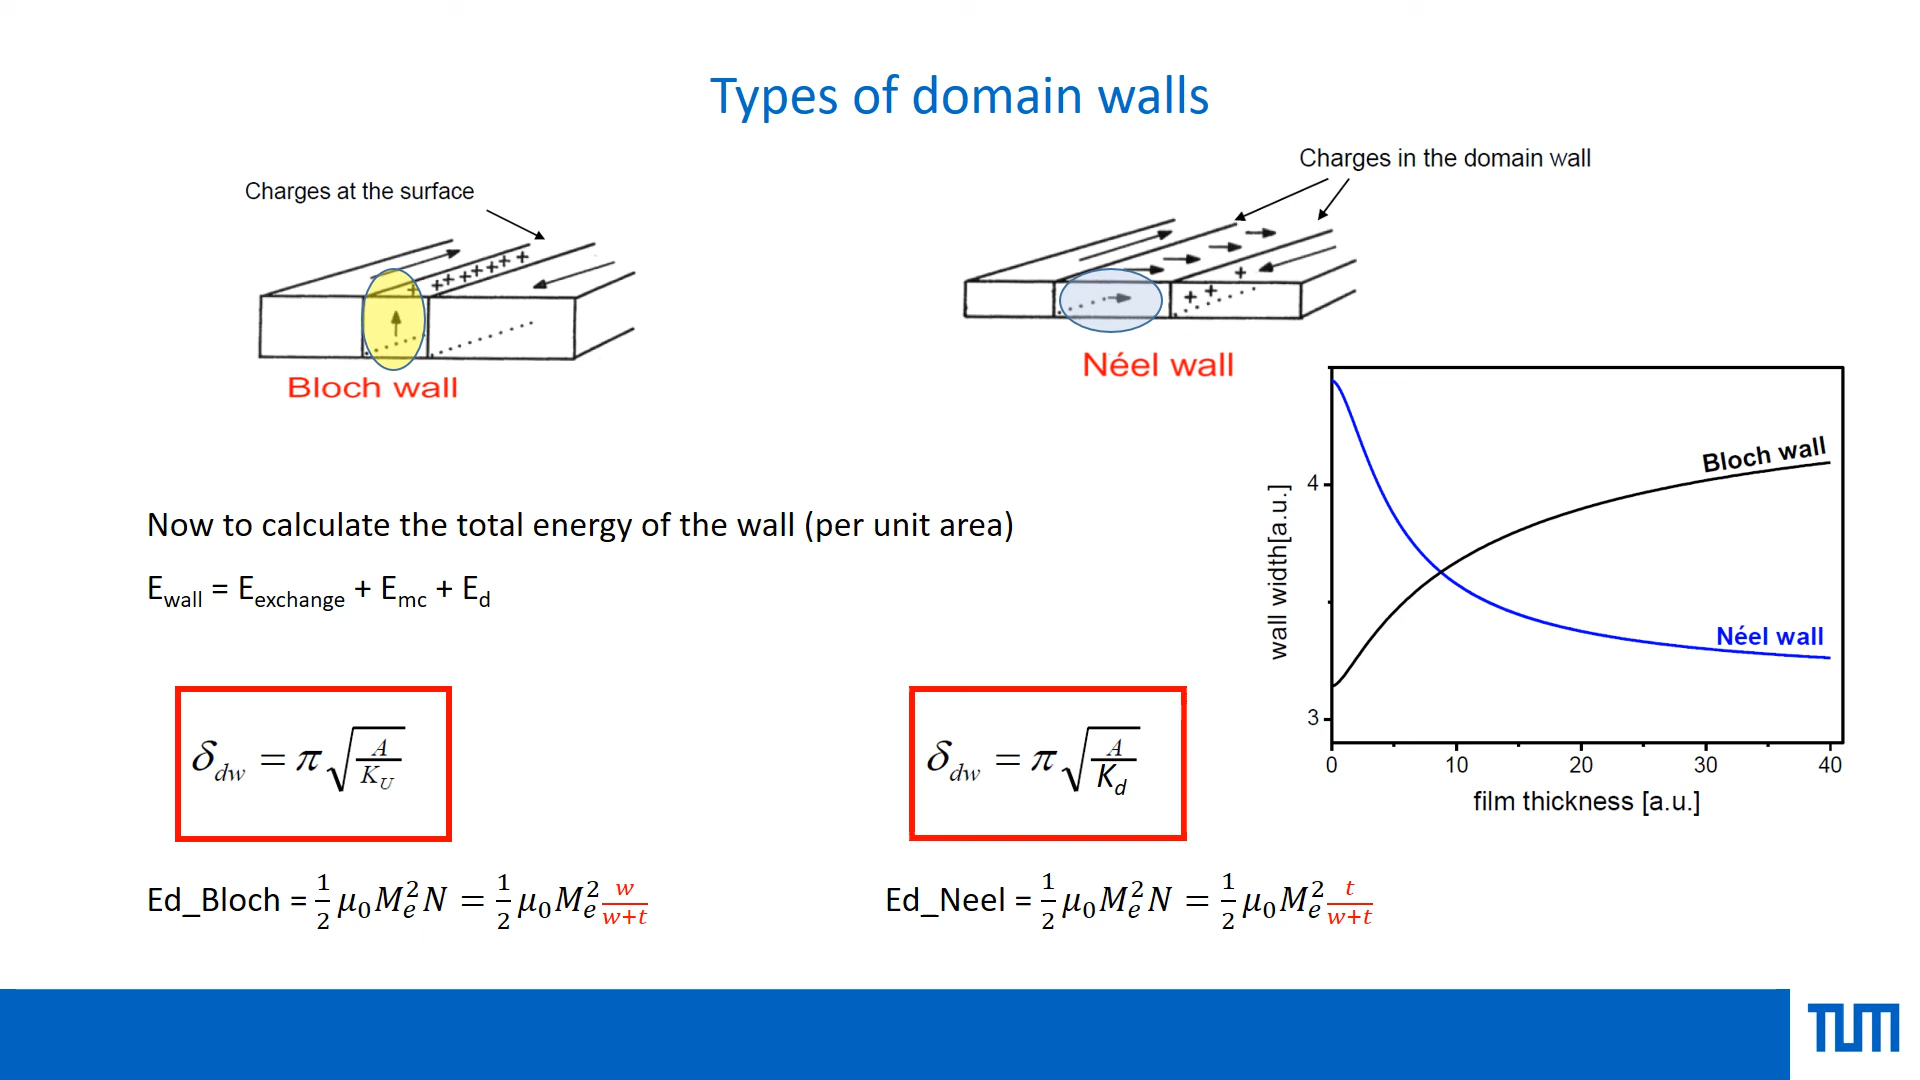 Types of domain walls
Charges at the surface
Bloch wall
Charges in the domain wall
Néel wall
Now to calculate the total energy of the wall (per unit area)
E_wall = E_exchange + E_mc + E_d
δ_dw = π √(A/K_U)
δ_dw = π √(A/K_d)
Ed_Bloch = 1/2 μ₀M_e²N = 1/2 μ₀M_e² w/(w+t)
Ed_Neel = 1/2 μ₀M_e²N = 1/2 μ₀M_e² t/(w+t)
wall width[a.u.]
4
3
Bloch wall
Néel wall
0 10 20 30 40
film thickness [a.u.]
TUM